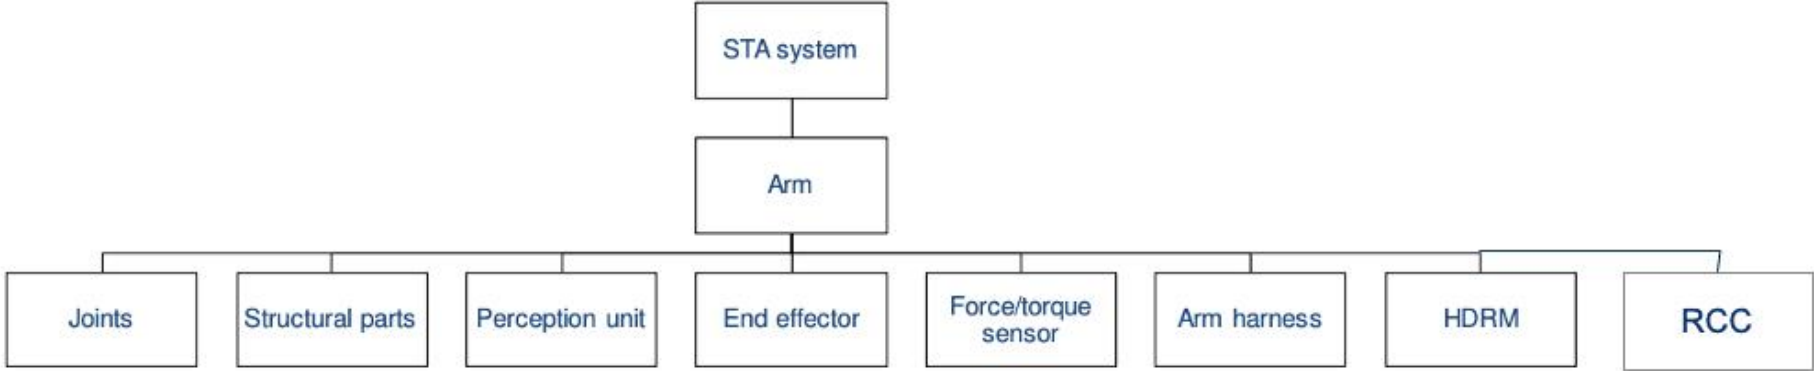 STA system
Arm
Joints
Structural parts
Perception unit
End effector
Force/torque
sensor
Arm harness
HDRM
RCC